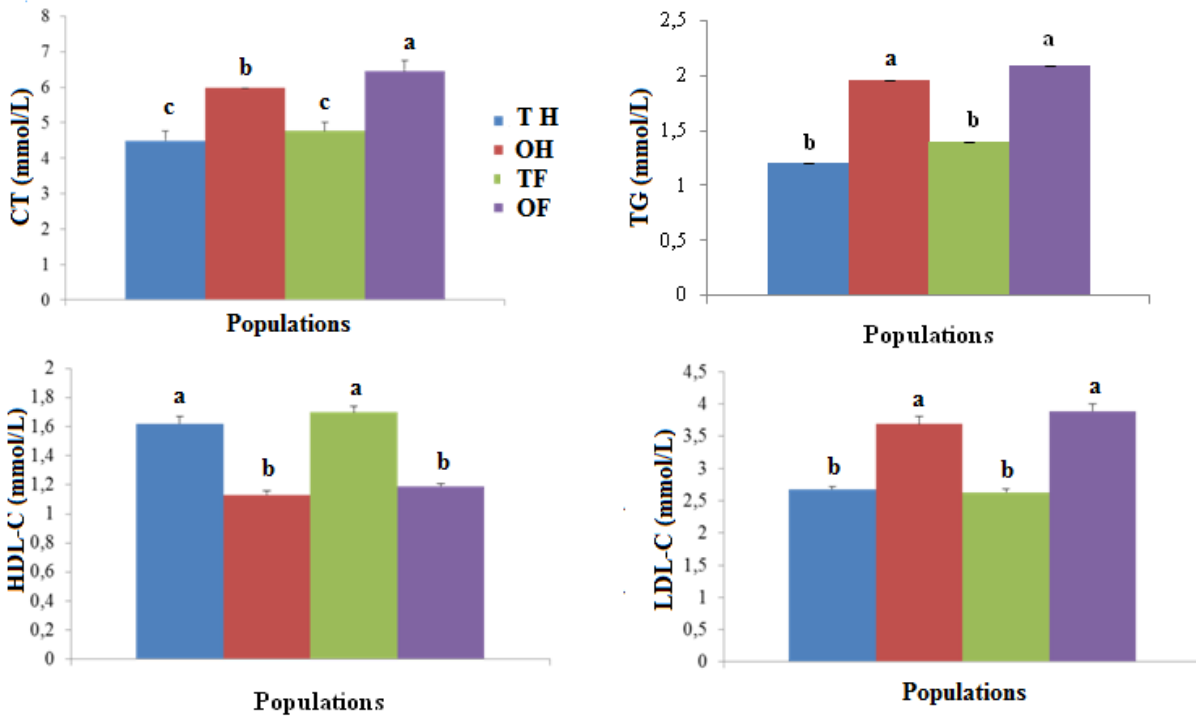 CT (mmol/L)
8
7
6
5
4
3
2
1
0
c
b
c
a
T H
OH
TF
OF
Populations
TG (mmol/L)
2,5
2
1,5
1
0,5
0
b
a
b
a
Populations
HDL-C (mmol/L)
2
1,8
1,6
1,4
1,2
1
0,8
0,6
0,4
0,2
0
a
b
a
b
Populations
LDL-C (mmol/L)
4,5
4
3,5
3
2,5
2
1,5
1
0,5
0
b
a
b
a
Populations